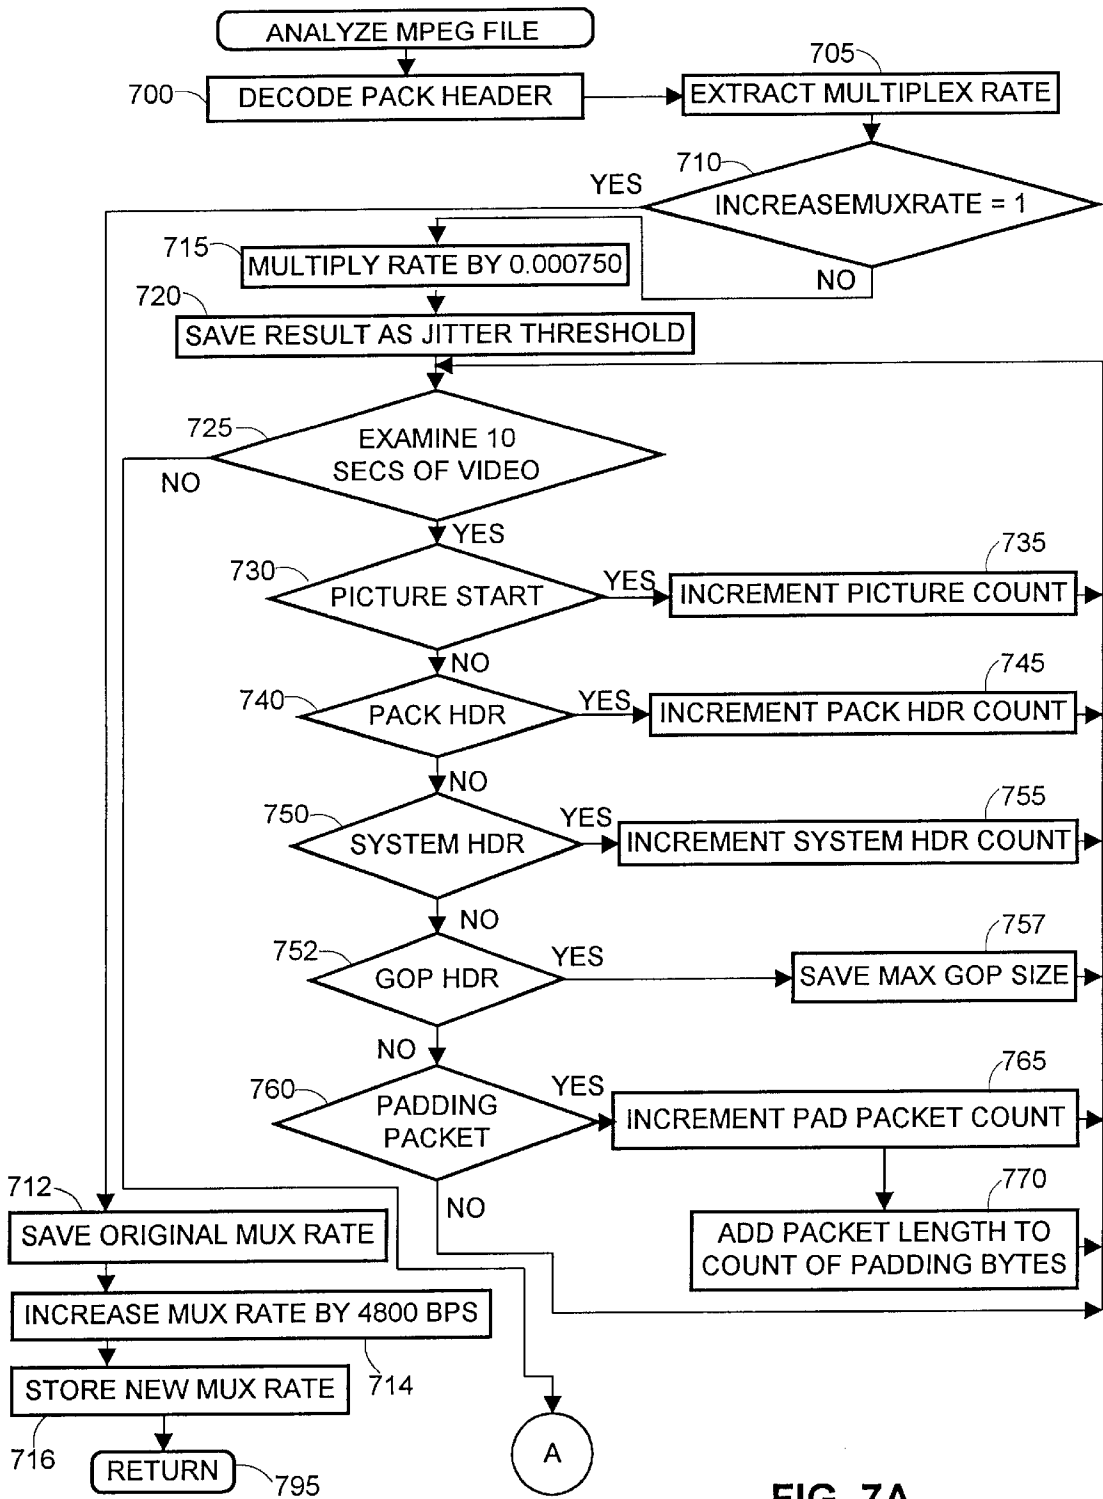 ANALYZE MPEG FILE
700
DECODE PACK HEADER
705
EXTRACT MULTIPLEX RATE
710
INCREASEMUXRATE = 1
YES
NO
715
MULTIPLY RATE BY 0.000750
720
SAVE RESULT AS JITTER THRESHOLD
725
EXAMINE 10
SECS OF VIDEO
NO
YES
730
PICTURE START
YES
735
INCREMENT PICTURE COUNT
NO
740
PACK HDR
YES
745
INCREMENT PACK HDR COUNT
NO
750
SYSTEM HDR
YES
755
INCREMENT SYSTEM HDR COUNT
NO
752
GOP HDR
YES
757
SAVE MAX GOP SIZE
NO
760
PADDING
PACKET
YES
765
INCREMENT PAD PACKET COUNT
NO
770
ADD PACKET LENGTH TO
COUNT OF PADDING BYTES
712
SAVE ORIGINAL MUX RATE
INCREASE MUX RATE BY 4800 BPS
714
STORE NEW MUX RATE
716
RETURN
795
A
FIG. 7A